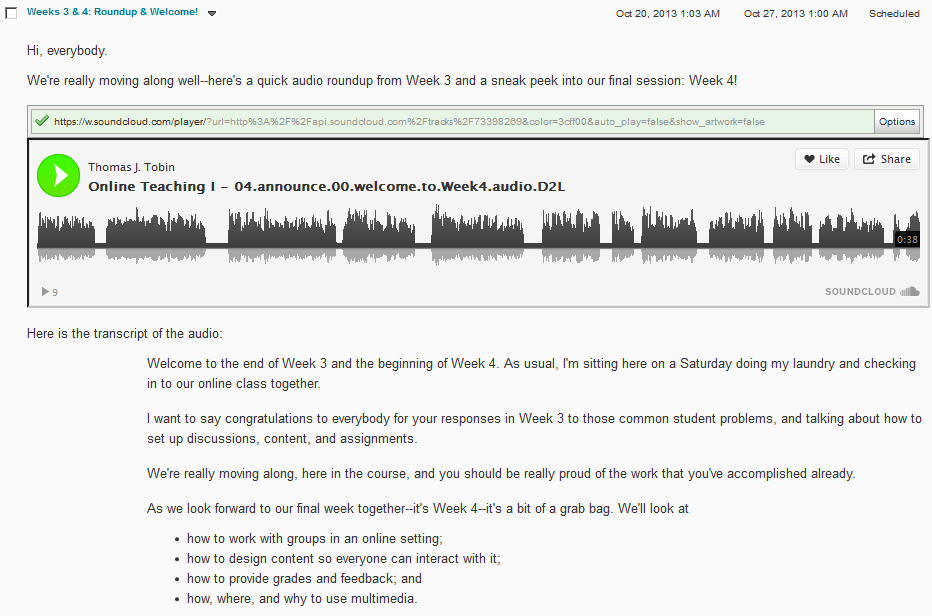 Weeks 3 & 4: Roundup & Welcome!
Oct 20, 2013 1:03 AM
Oct 27, 2013 1:00 AM
Scheduled
Hi, everybody.
We're really moving along well--here's a quick audio roundup from Week 3 and a sneak peek into our final session: Week 4!
https://w.soundcloud.com/player/?url=http%3A%2F%2Fapi.soundcloud.com%2Ftracks%2F73398269&color=3cff00&auto_play=false&show_artwork=false
Options
Thomas J. Tobin
Like
Share
Online Teaching I - 04.announce.00.welcome.to.Week4.audio.D2L
0:38
9
SOUNDCLOUD
Here is the transcript of the audio:
Welcome to the end of Week 3 and the beginning of Week 4. As usual, I'm sitting here on a Saturday doing my laundry and checking
in to our online class together.
I want to say congratulations to everybody for your responses in Week 3 to those common student problems, and talking about how to
set up discussions, content, and assignments.
We're really moving along, here in the course, and you should be really proud of the work that you've accomplished already.
As we look forward to our final week together--it's Week 4--it's a bit of a grab bag. We'll look at
• how to work with groups in an online setting;
• how to design content so everyone can interact with it;
• how to provide grades and feedback; and
• how, where, and why to use multimedia.